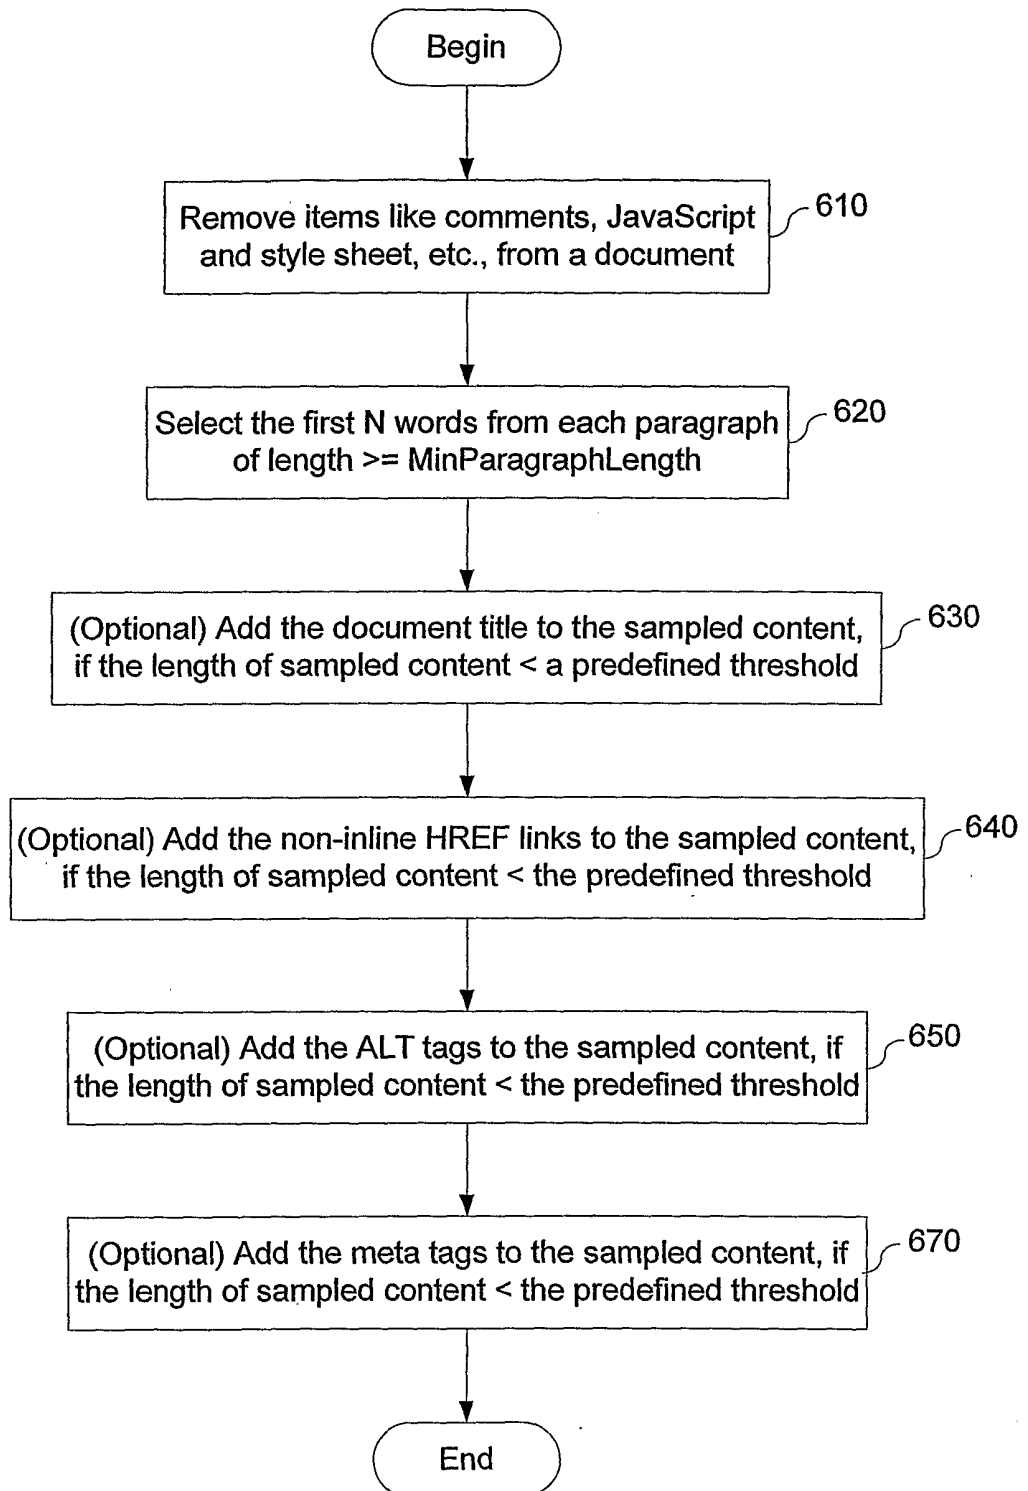 Begin
Remove items like comments, JavaScript
and style sheet, etc., from a document
610
Select the first N words from each paragraph
of length >= MinParagraphLength
620
(Optional) Add the document title to the sampled content,
if the length of sampled content < a predefined threshold
630
(Optional) Add the non-inline HREF links to the sampled content,
if the length of sampled content < the predefined threshold
640
(Optional) Add the ALT tags to the sampled content, if
the length of sampled content < the predefined threshold
650
(Optional) Add the meta tags to the sampled content, if
the length of sampled content < the predefined threshold
670
End